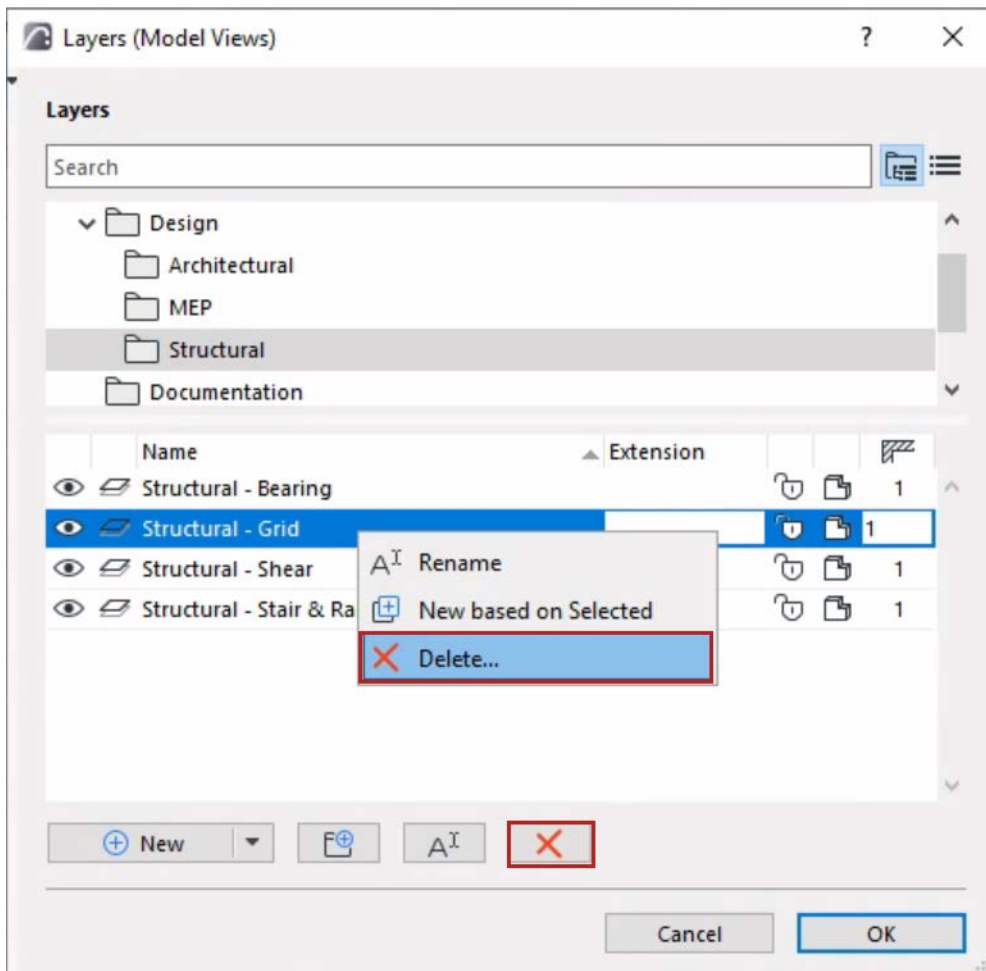 Layers (Model Views) ?
Layers
Search
Design
Architectural
MEP
Structural
Documentation
Name Extension
Structural - Bearing 1
Structural - Grid 1
Structural - Shear 1
Structural - Stair & Ra 1
Rename
New based on Selected
Delete...
New
Cancel OK